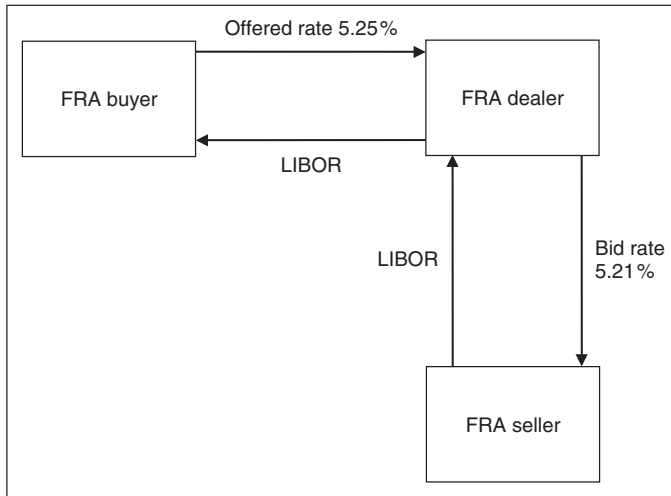 Offered rate 5.25%
FRA buyer
FRA dealer
LIBOR
LIBOR
Bid rate
5.21%
FRA seller